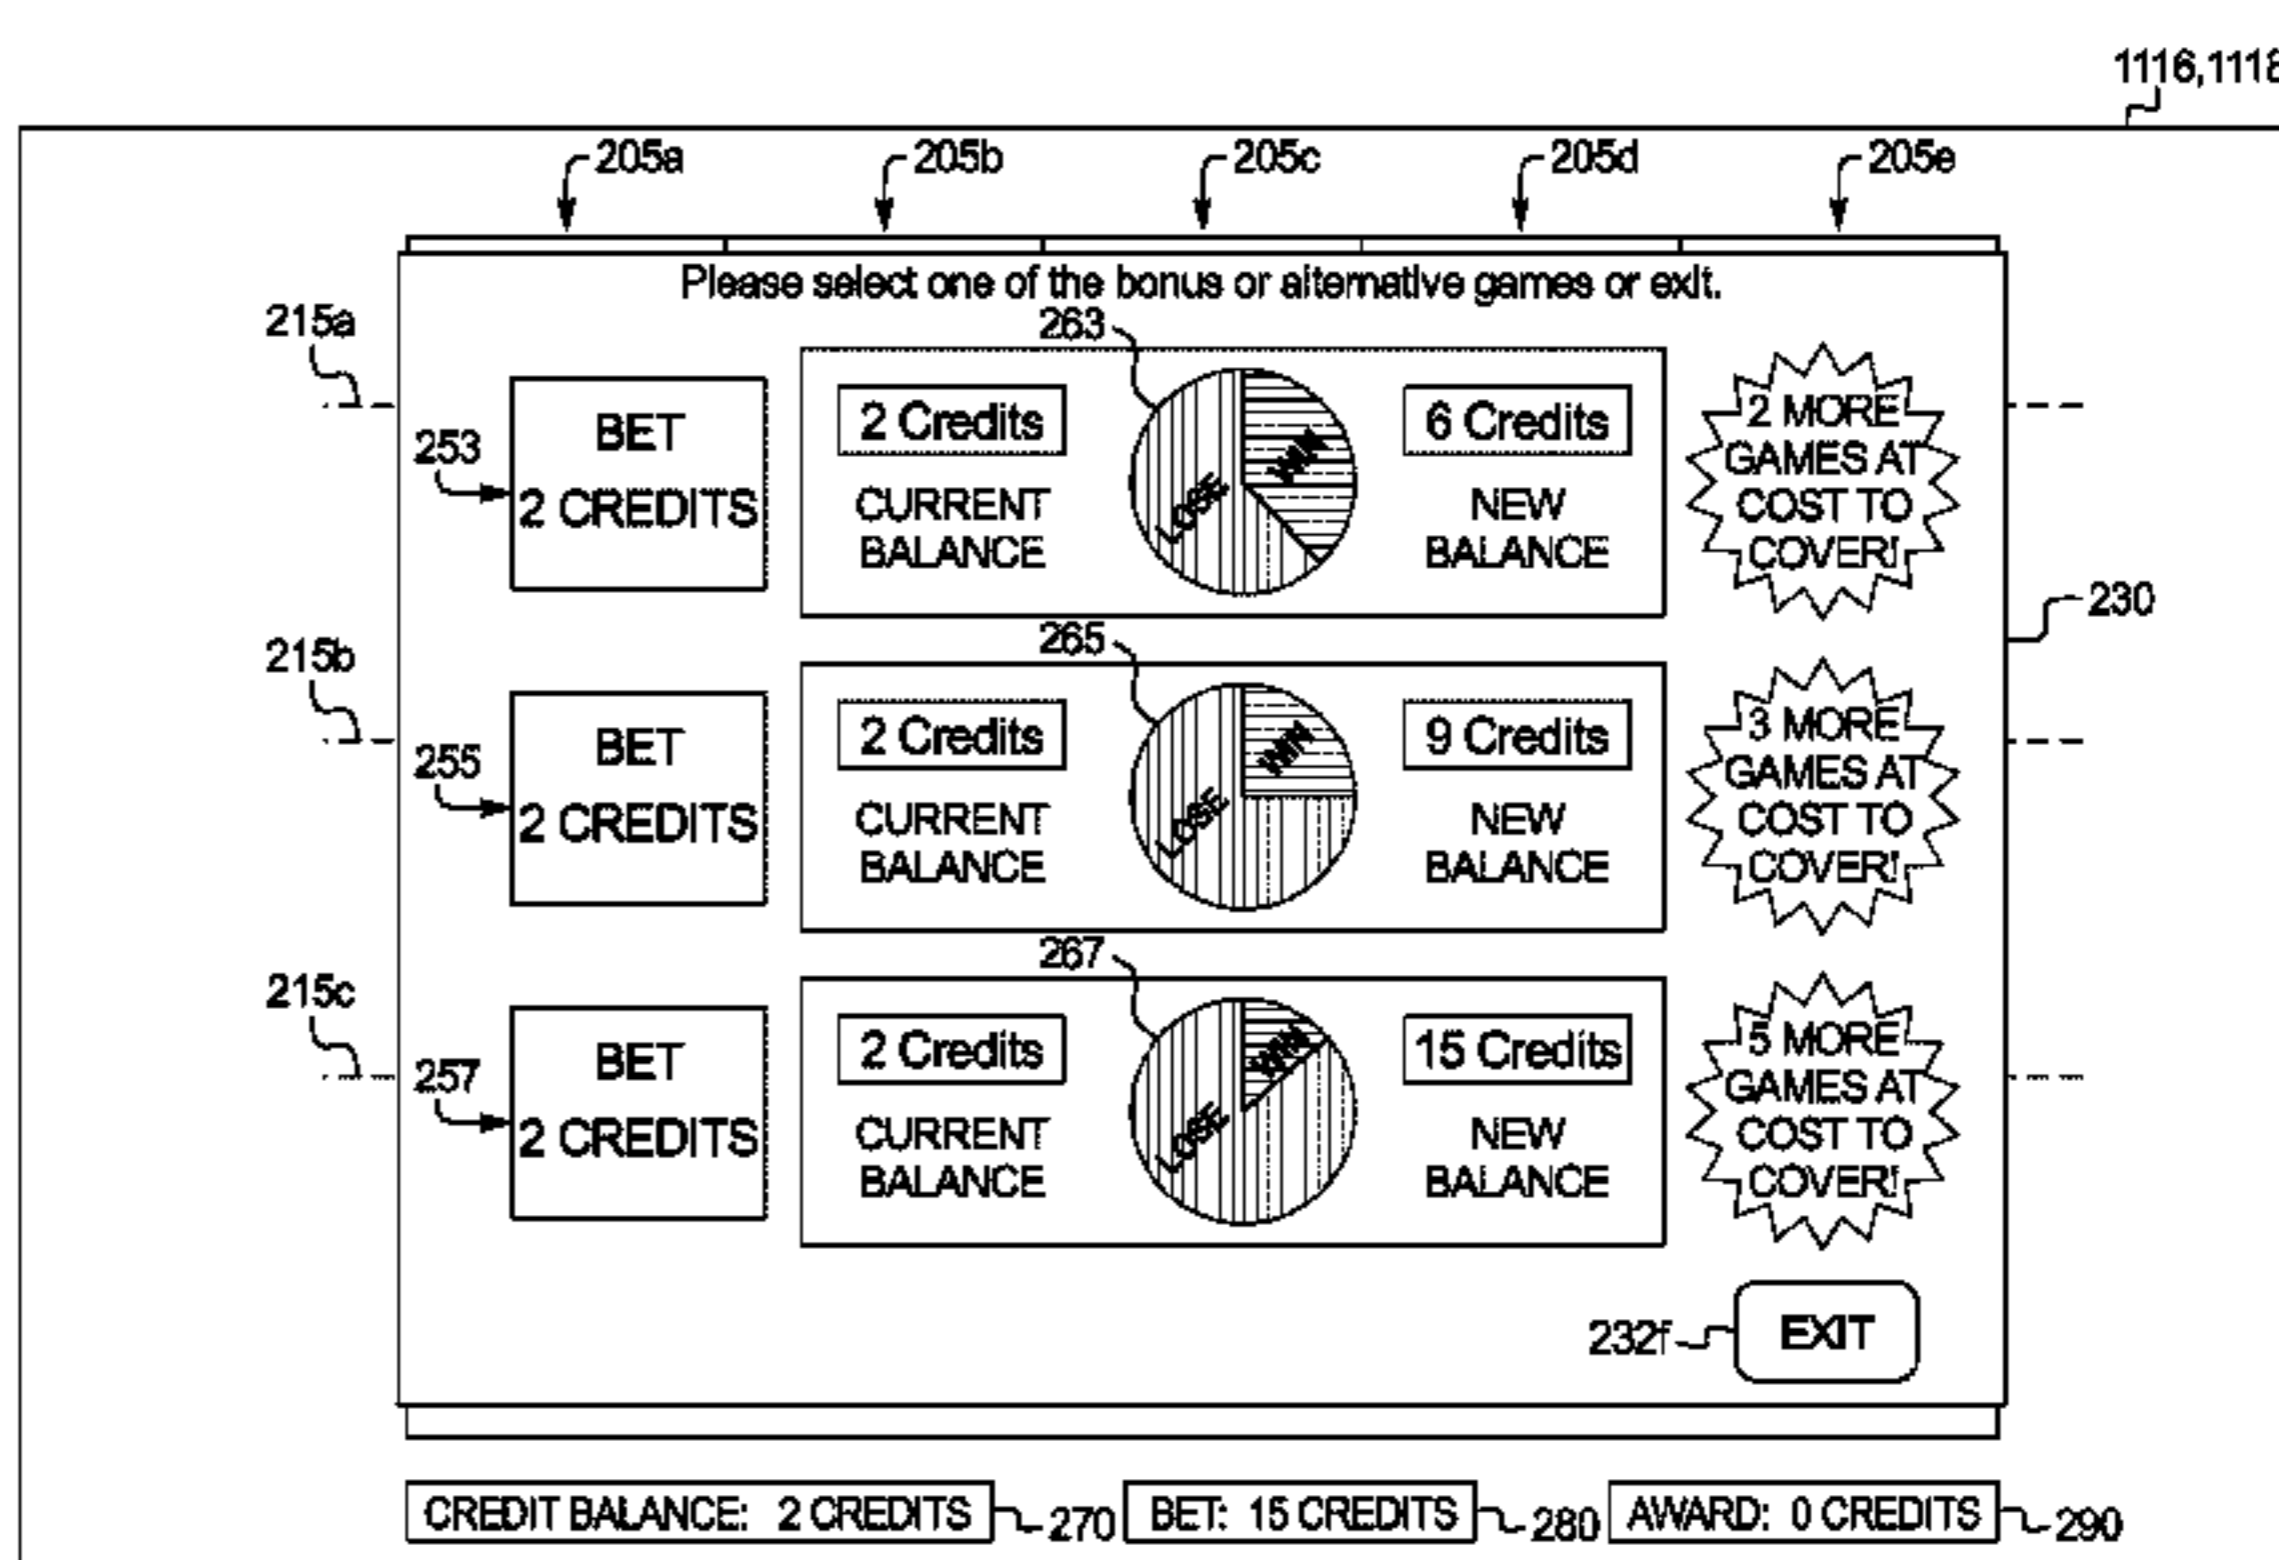 1116,1118
205a 205b 205c 205d 205e
Please select one of the bonus or alternative games or exit.
215a
263
253
BET
2 CREDITS
2 Credits
CURRENT
BALANCE
LOSE
WIN
6 Credits
NEW
BALANCE
2 MORE
GAMES AT
COST TO
COVER!
230
215b
265
255
BET
2 CREDITS
2 Credits
CURRENT
BALANCE
LOSE
WIN
9 Credits
NEW
BALANCE
3 MORE
GAMES AT
COST TO
COVER!
215c
267
257
BET
2 CREDITS
2 Credits
CURRENT
BALANCE
LOSE
WIN
15 Credits
NEW
BALANCE
5 MORE
GAMES AT
COST TO
COVER!
232f
EXIT
CREDIT BALANCE: 2 CREDITS
270
BET: 15 CREDITS
280
AWARD: 0 CREDITS
290